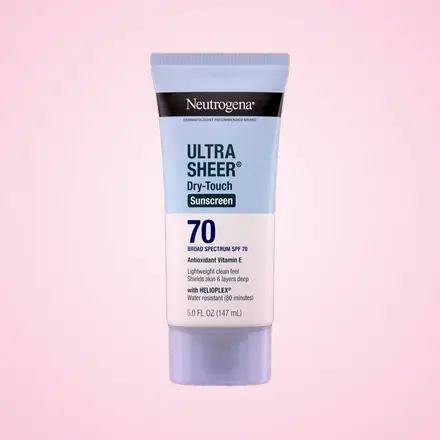 Neutrogena®
DERMATOLOGIST RECOMMENDED BRAND
ULTRA
SHEER®
Dry-Touch
Sunscreen
70
BROAD SPECTRUM SPF 70
Antioxidant Vitamin E
Lightweight clean feel
Shields skin 6 layers deep
with HELIOPLEX®
Water resistant (80 minutes)
5.0 FL OZ (147 mL)